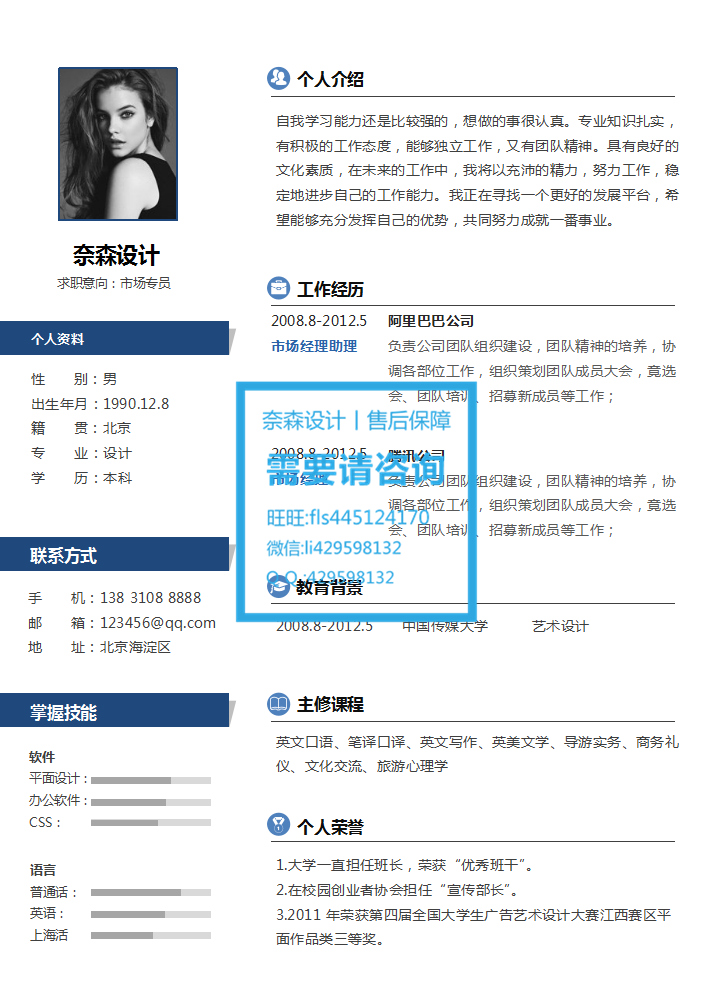 奈森设计
求职意向：市场专员
个人资料
性　　别：男
出生年月：1990.12.8
籍　　贯：北京
专　　业：设计
学　　历：本科
联系方式
手　　机：138 3108 8888
邮　　箱：123456@qq.com
地　　址：北京海淀区
掌握技能
软件
平面设计：
办公软件：
CSS：
语言
普通话：
英语：
上海活
个人介绍
自我学习能力还是比较强的，想做的事很认真。专业知识扎实，
有积极的工作态度，能够独立工作，又有团队精神。具有良好的
文化素质，在未来的工作中，我将以充沛的精力，努力工作，稳
定地进步自己的工作能力。我正在寻找一个更好的发展平台，希
望能够充分发挥自己的优势，共同努力成就一番事业。
工作经历
2008.8-2012.5 阿里巴巴公司
市场经理助理 负责公司团队组织建设，团队精神的培养，协
调各部位工作，组织策划团队成员大会，竟选
会、团队培训、招募新成员等工作；
2008.8-2012.5 腾讯公司
市场经理 负责公司团队组织建设，团队精神的培养，协
调各部位工作，组织策划团队成员大会，竟选
会、团队培训、招募新成员等工作；
奈森设计丨售后保障
需要请咨询
旺旺:fls445124170
微信:li429598132
Q Q :429598132
教育背景
2008.8-2012.5 中国传媒大学 艺术设计
主修课程
英文口语、笔译口译、英文写作、英美文学、导游实务、商务礼
仪、文化交流、旅游心理学
个人荣誉
1.大学一直担任班长，荣获“优秀班干”。
2.在校园创业者协会担任“宣传部长”。
3.2011 年荣获第四届全国大学生广告艺术设计大赛江西赛区平
面作品类三等奖。